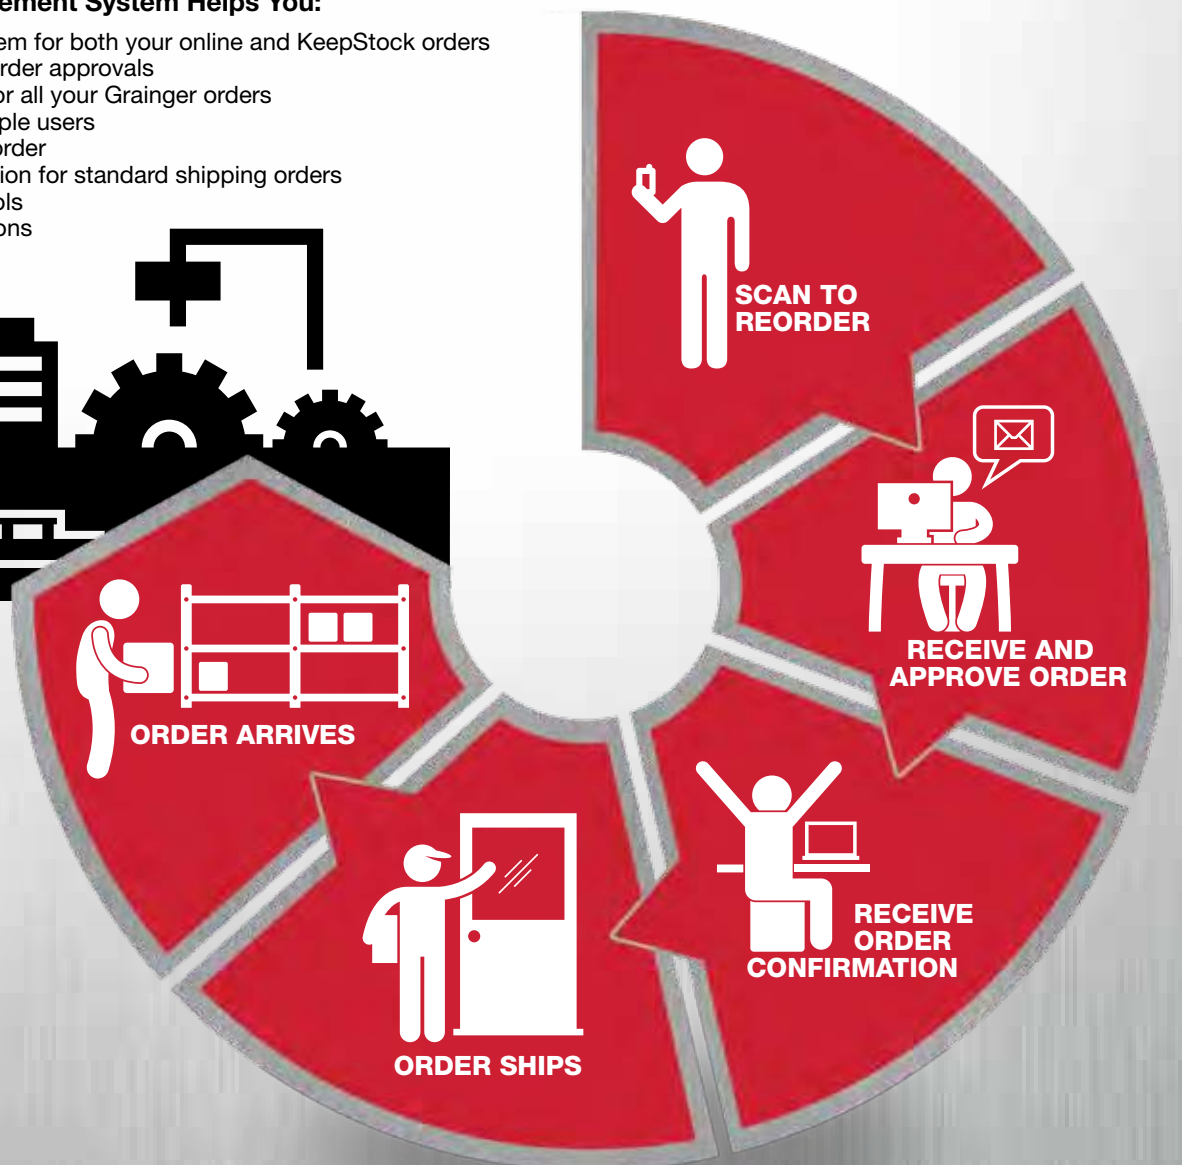 ement System Helps You:
em for both your online and KeepStock orders
rder approvals
or all your Grainger orders
ple users
order
ion for standard shipping orders
ols
ons
SCAN TO
REORDER
RECEIVE AND
APPROVE ORDER
RECEIVE
ORDER
CONFIRMATION
ORDER SHIPS
ORDER ARRIVES